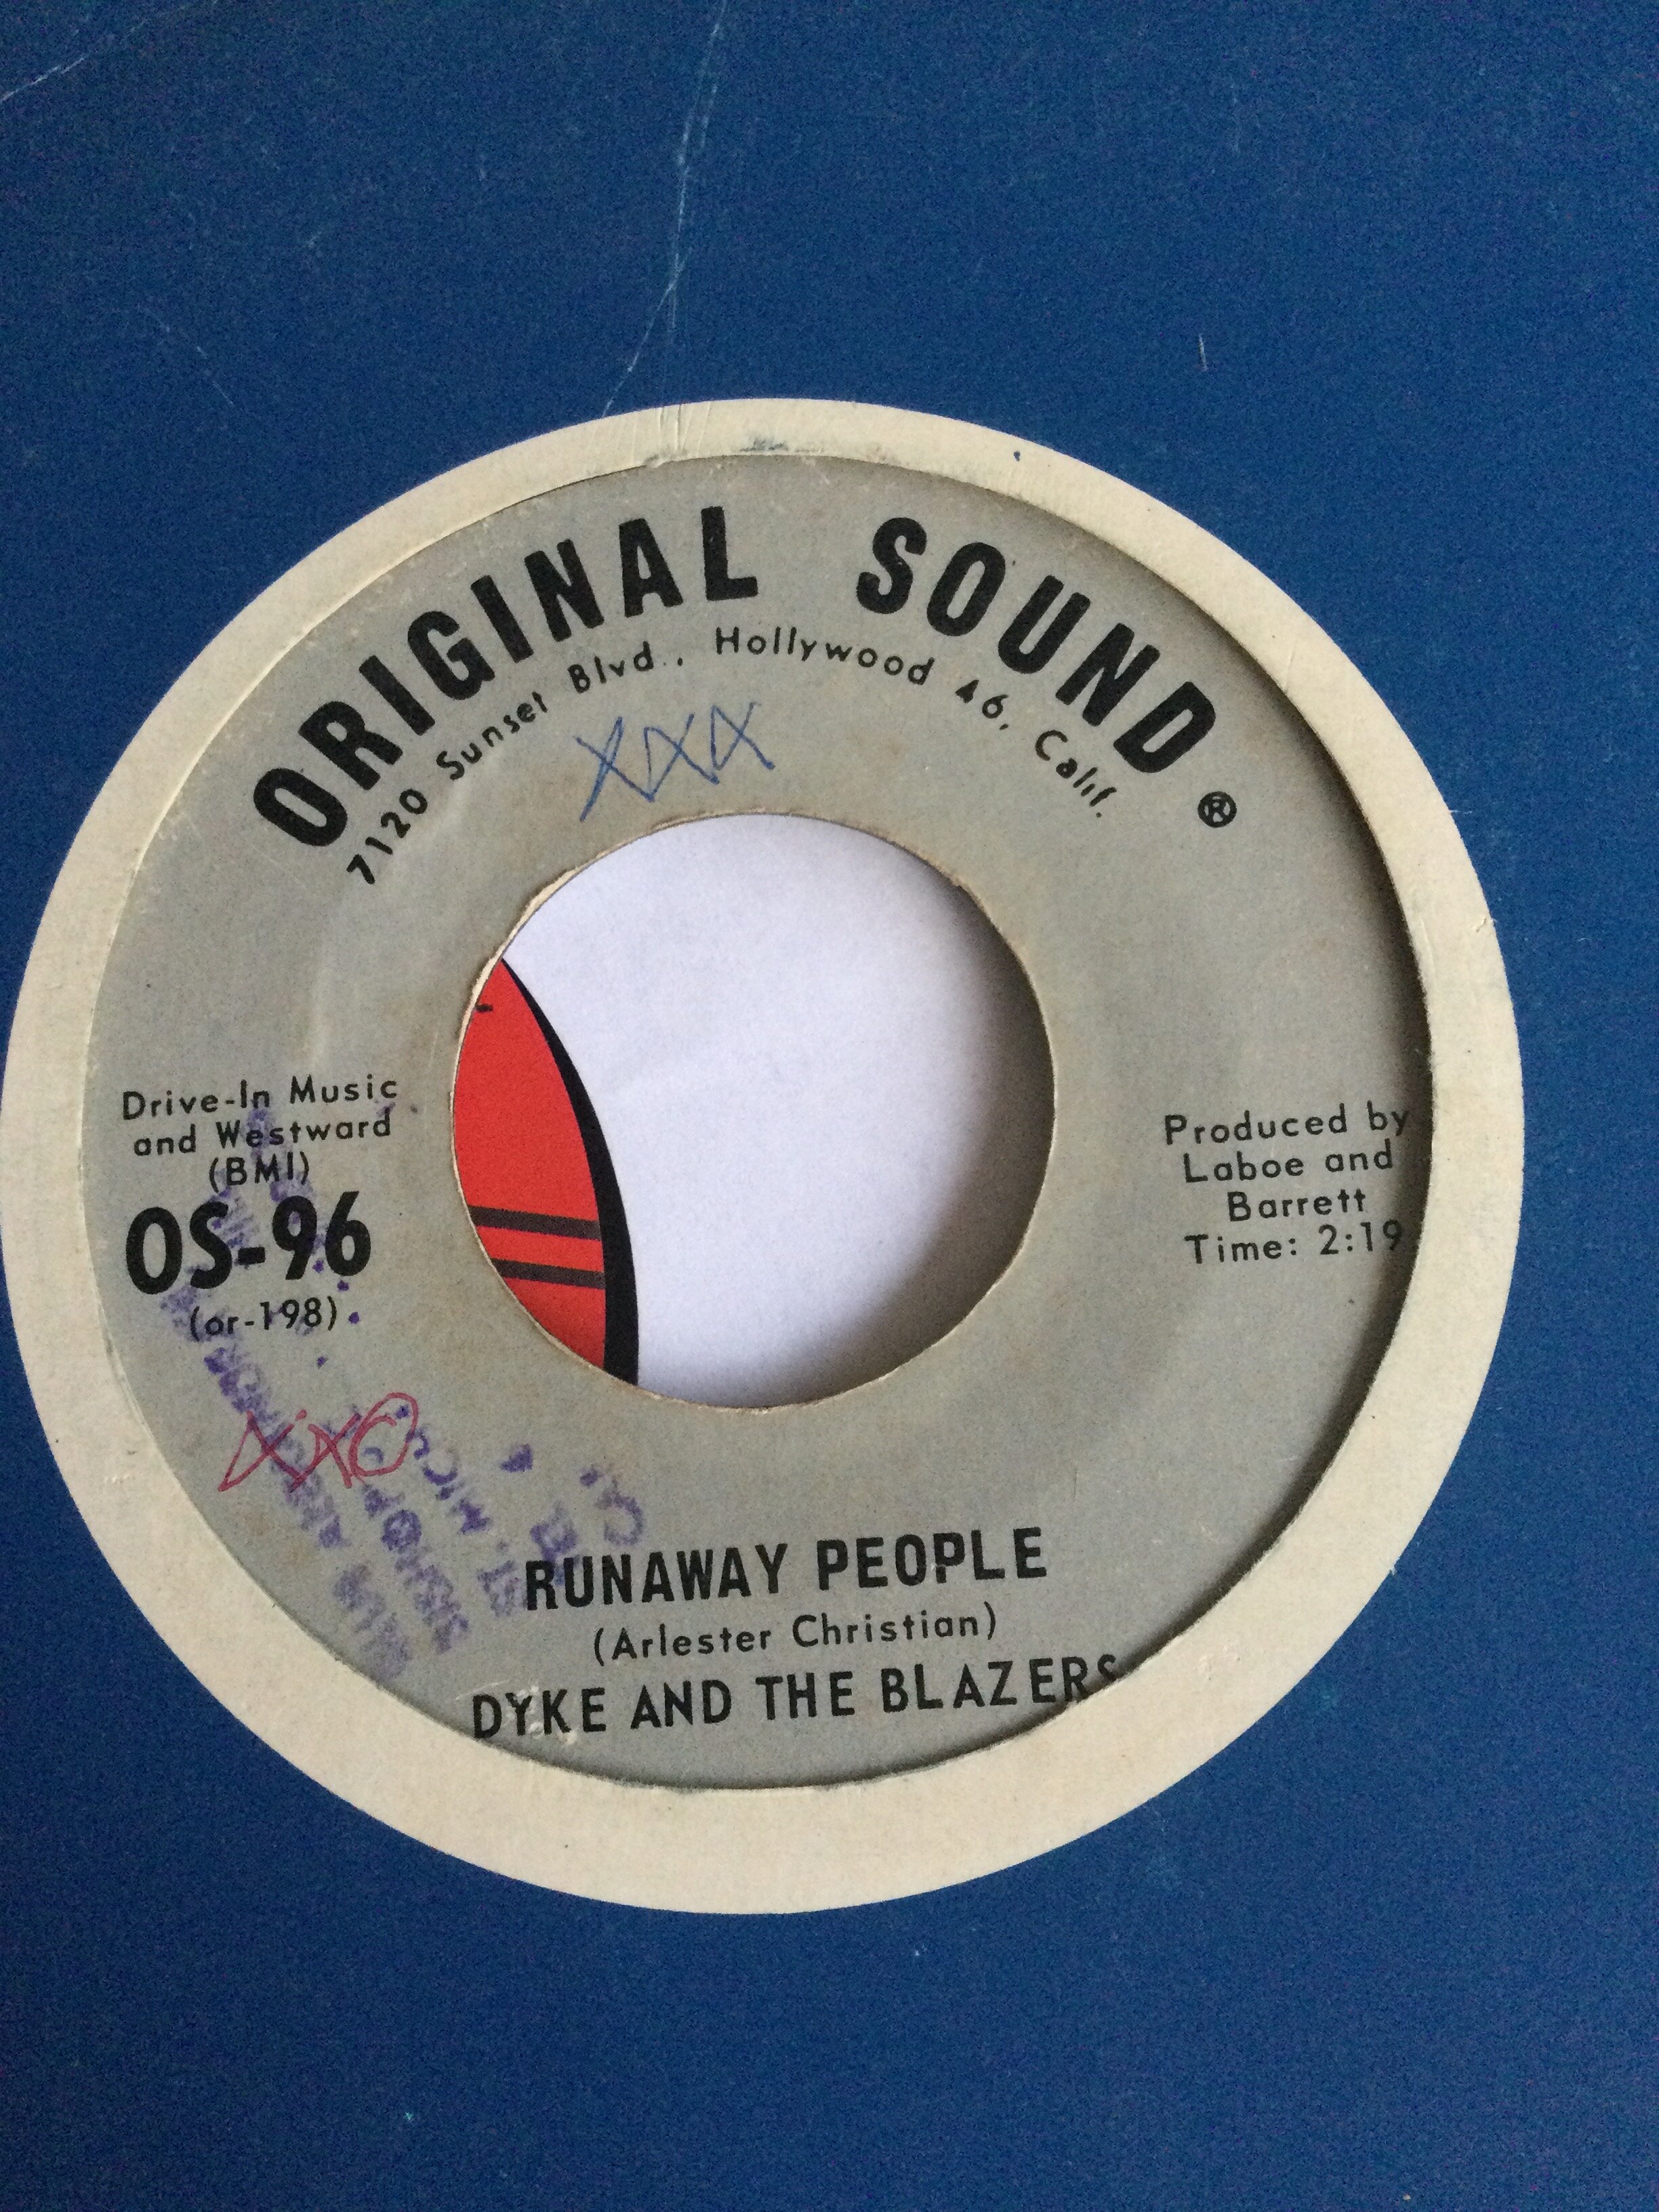 ORIGINAL SOUND ®
7120 Sunset Blvd., Hollywood 46, Calif.
XXX
Drive-In Music
and Westward
(BMI)
OS-96
(or-198)
Produced by
Laboe and
Barrett
Time: 2:19
RUNAWAY PEOPLE
(Arlester Christian)
DYKE AND THE BLAZERS